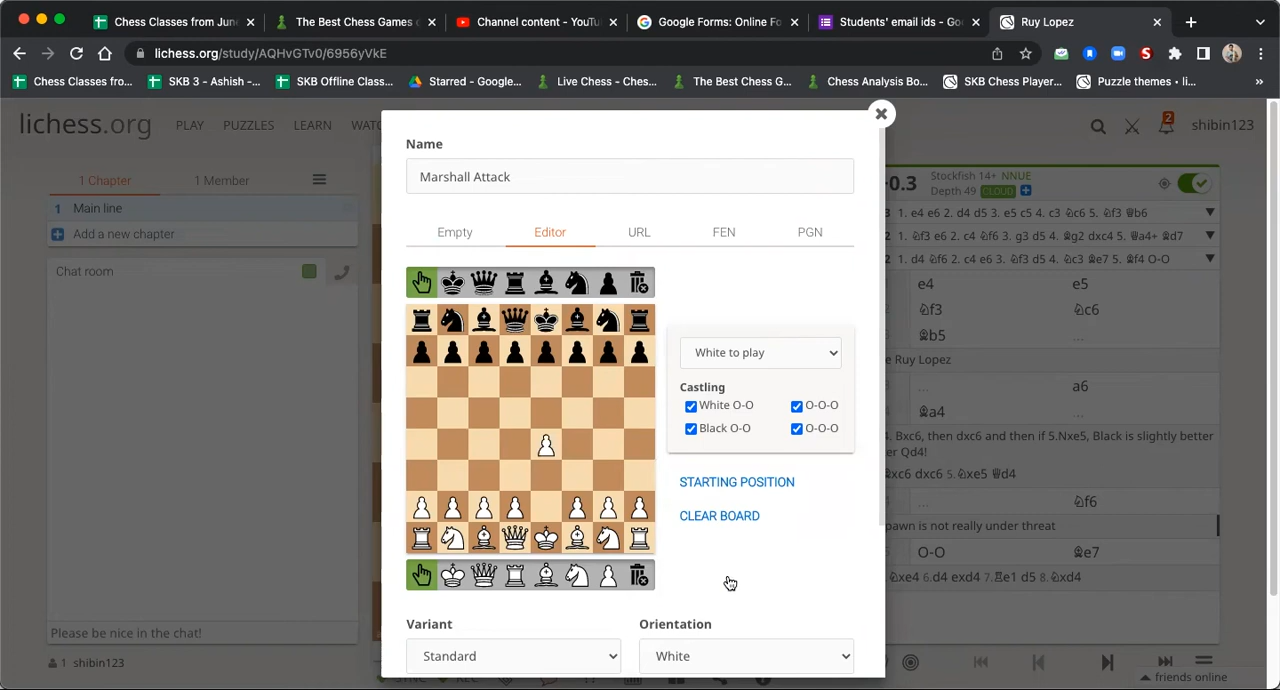 Chess Classes from June
The Best Chess Games o
Channel content - YouTu
Google Forms: Online Fo
Students' email ids - Goo
Ruy Lopez
lichess.org/study/AQHvGTv0/6956yVkE
Chess Classes fro...
SKB 3 - Ashish -...
SKB Offline Class...
Starred - Google...
Live Chess - Ches...
The Best Chess G...
Chess Analysis Bo...
SKB Chess Player...
Puzzle themes • li...
lichess.org
PLAY
PUZZLES
LEARN
WATC
2
shibin123
1 Chapter
1 Member
1 Main line
Add a new chapter
Chat room
Please be nice in the chat!
1 shibin123
Name
Marshall Attack
Empty
Editor
URL
FEN
PGN
White to play
Castling
White O-O
O-O-O
Black O-O
O-O-O
STARTING POSITION
CLEAR BOARD
Variant
Orientation
Standard
White
0.3
Stockfish 14+ NNUE
Depth 49 CLOUD
1. e4 e6 2. d4 d5 3. e5 c5 4. c3 ♘c6 5. ♘f3 ♕b6
1. ♘f3 e6 2. c4 ♘f6 3. g3 d5 4. ♗g2 dxc4 5. ♕a4+ ♗d7
1. d4 ♘f6 2. c4 e6 3. ♘f3 d5 4. ♘c3 ♗e7 5. ♗f4 O-O
e4 e5
♘f3 ♘c6
♗b5 ...
e Ruy Lopez
... a6
♗a4 ...
4. Bxc6, then dxc6 and then if 5.Nxe5, Black is slightly better
er Qd4!
xc6 dxc6 5.♘xe5 ♕d4
... ♘f6
pawn is not really under threat
O-O ♗e7
♘xe4 6.d4 exd4 7.♖e1 d5 8.♘xd4
friends online